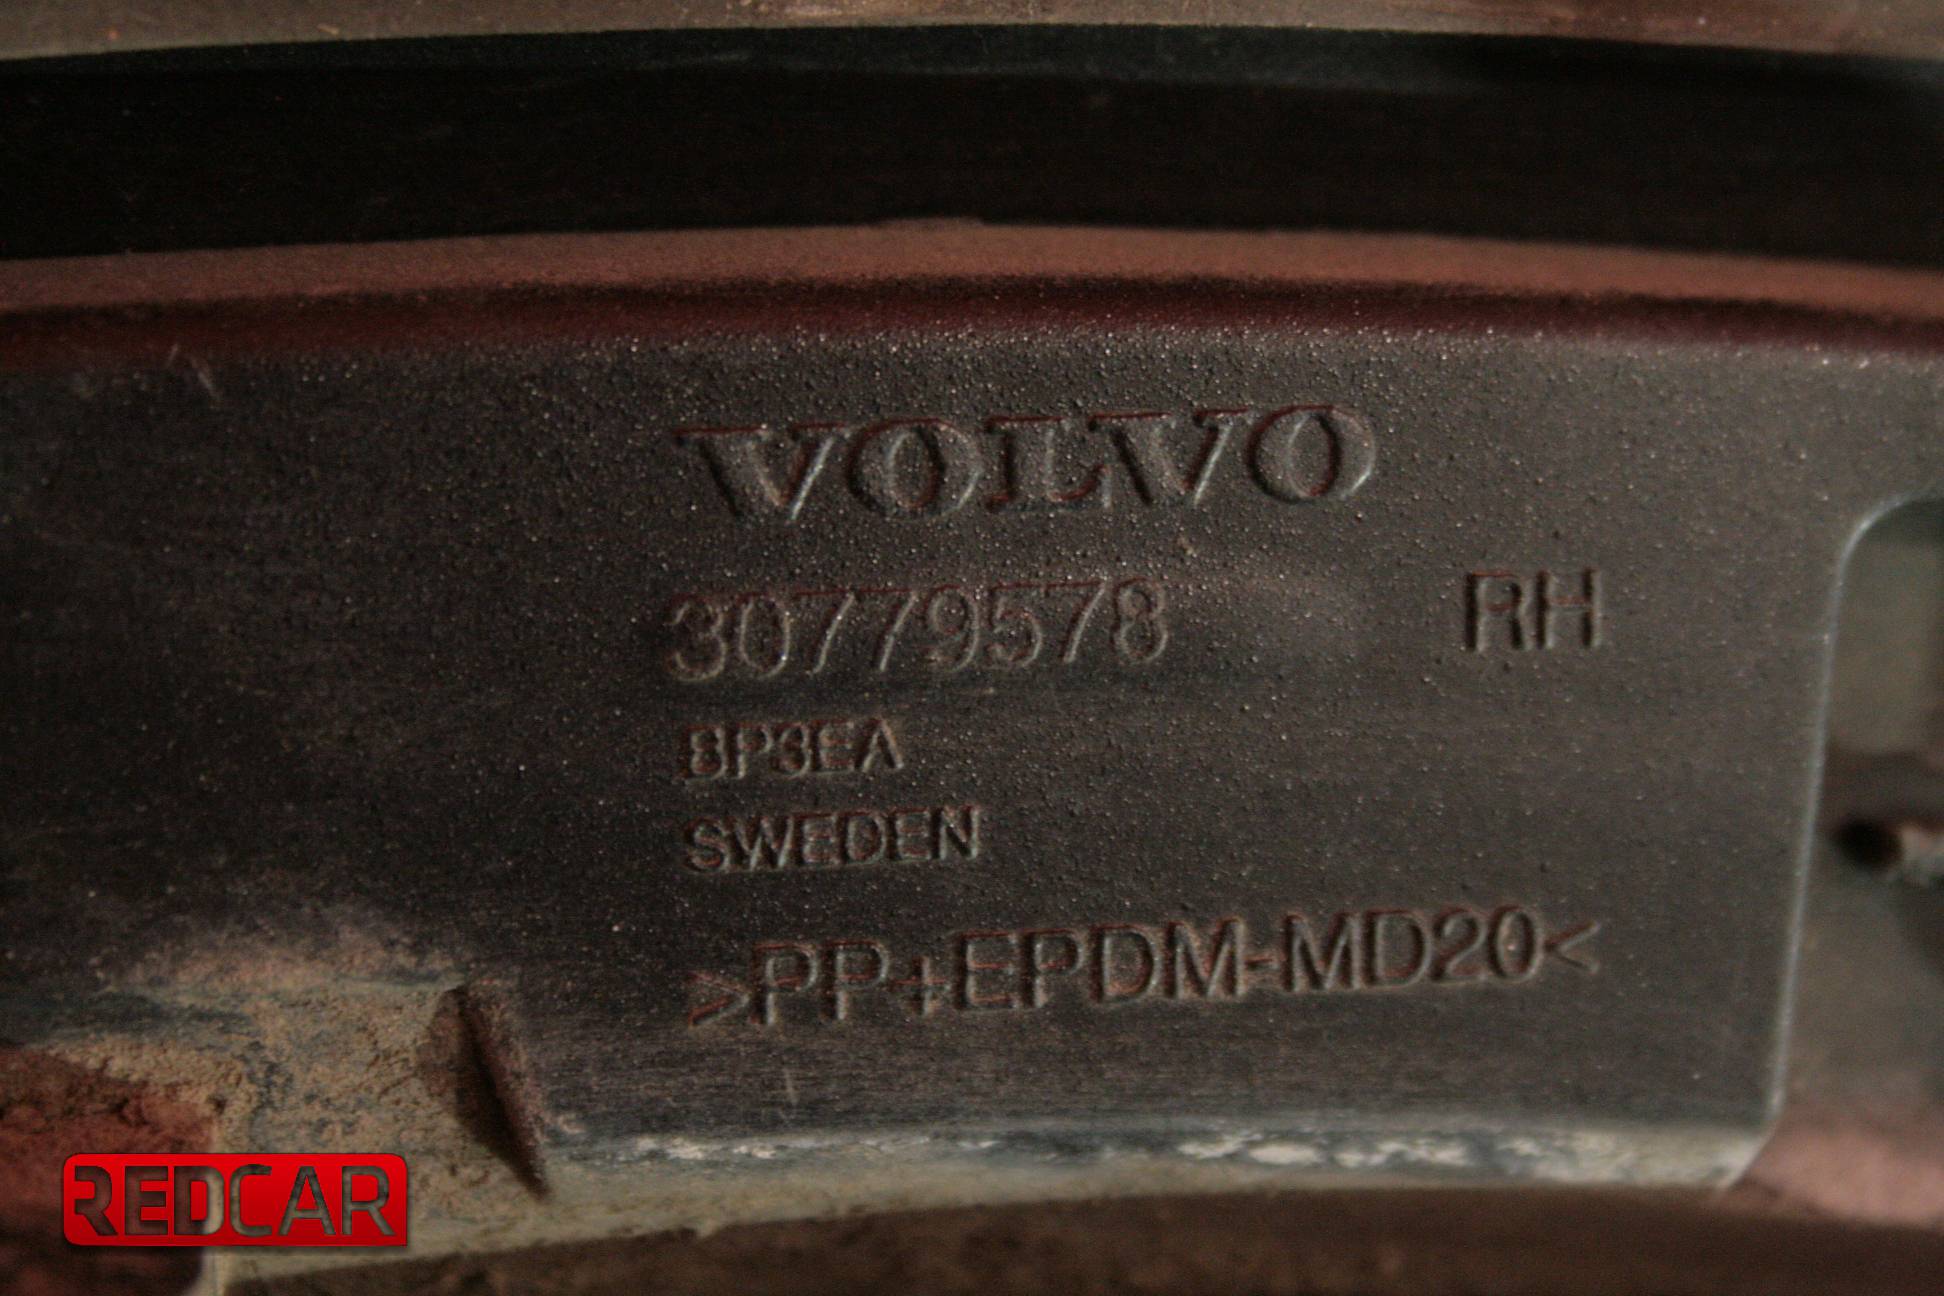 VOLVO
30779578 RH
8P3EA
SWEDEN
>PP+EPDM-MD20<
REDCAR